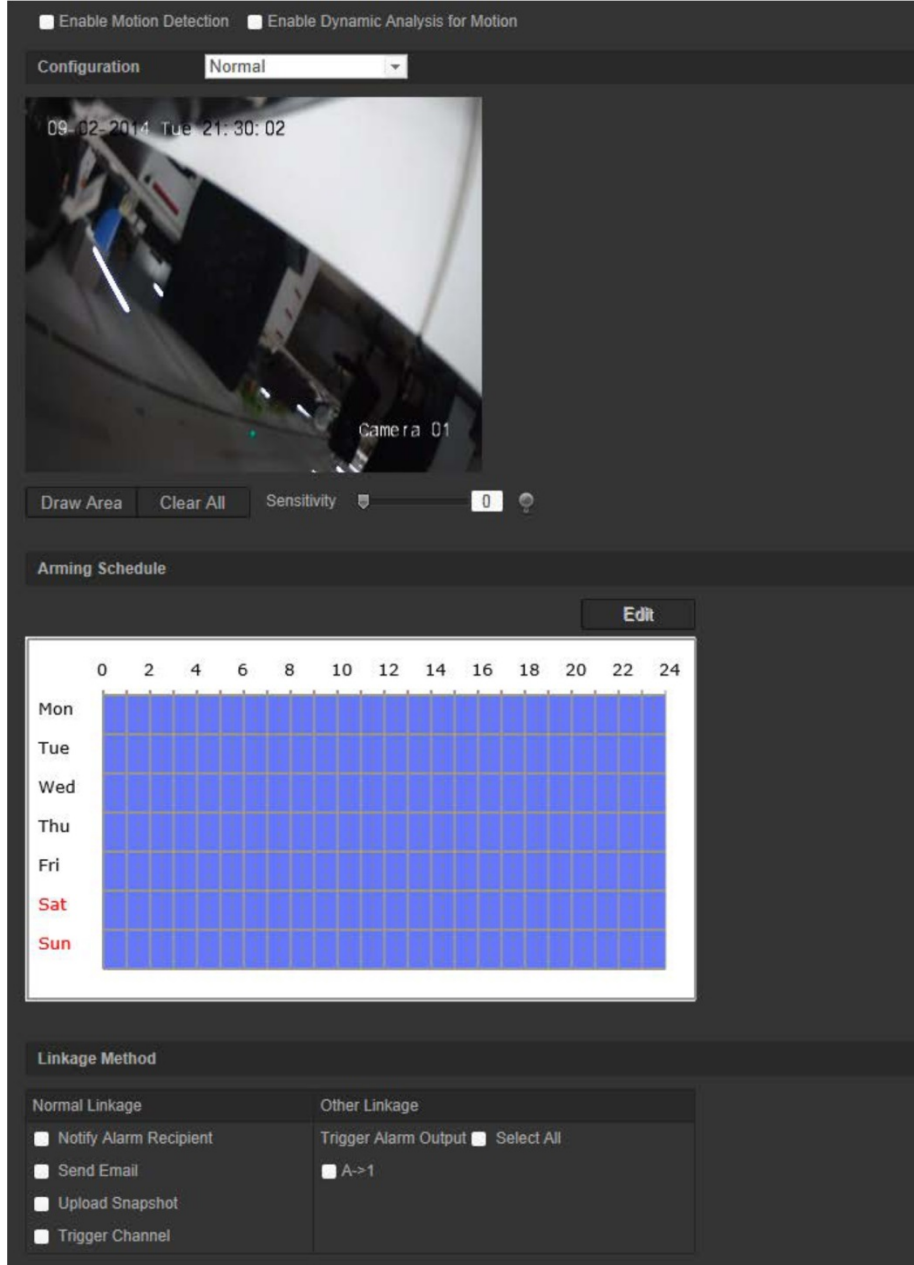 Enable Motion Detection Enable Dynamic Analysis for Motion
Configuration Normal
09-02-2014 Tue 21:30:02
Camera 01
Draw Area Clear All Sensitivity 0
Arming Schedule
Edit
0 2 4 6 8 10 12 14 16 18 20 22 24
Mon
Tue
Wed
Thu
Fri
Sat
Sun
Linkage Method
Normal Linkage Other Linkage
Notify Alarm Recipient Trigger Alarm Output Select All
Send Email A->1
Upload Snapshot
Trigger Channel